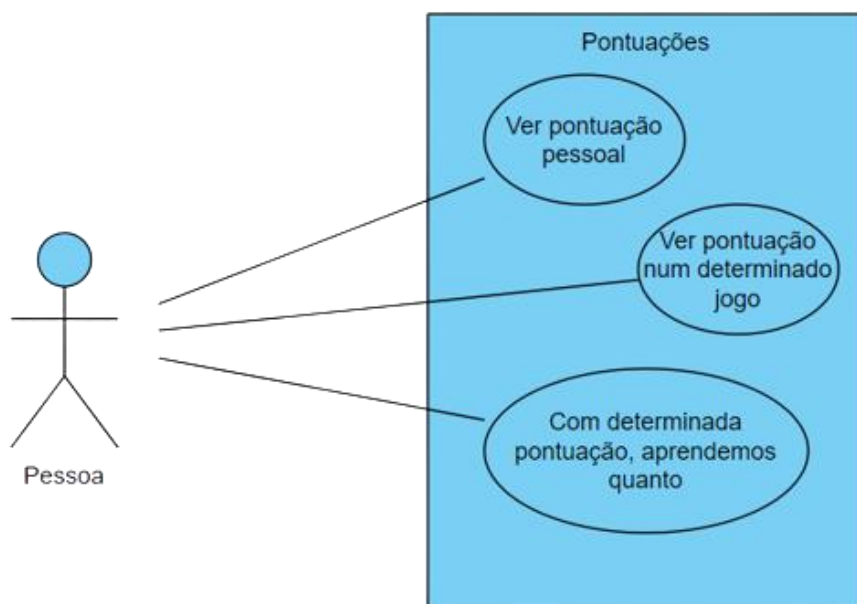 Pontuações
Ver pontuação
pessoal
Ver pontuação
num determinado
jogo
Com determinada
pontuação, aprendemos
quanto
Pessoa